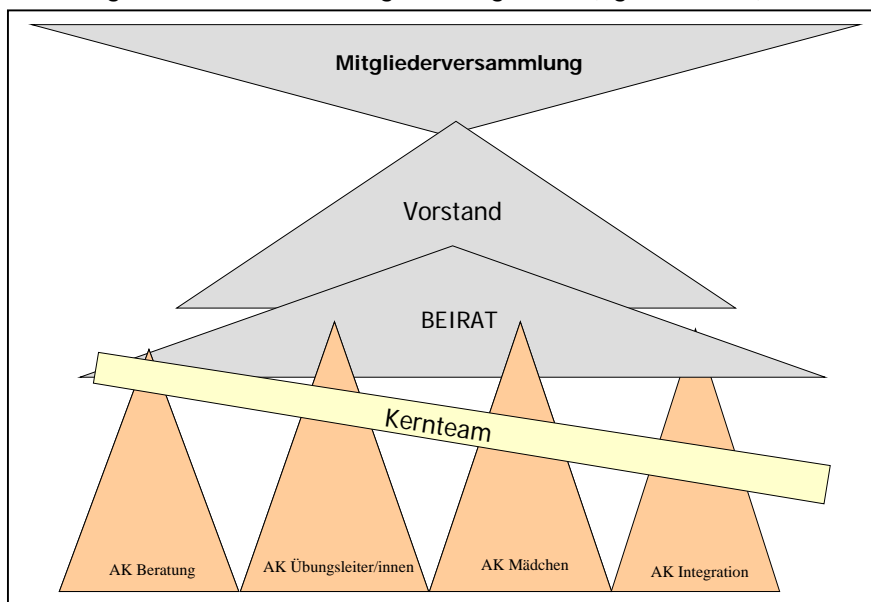 Mitgliederversammlung
Vorstand
BEIRAT
Kernteam
AK Beratung
AK Übungsleiter/innen
AK Mädchen
AK Integration